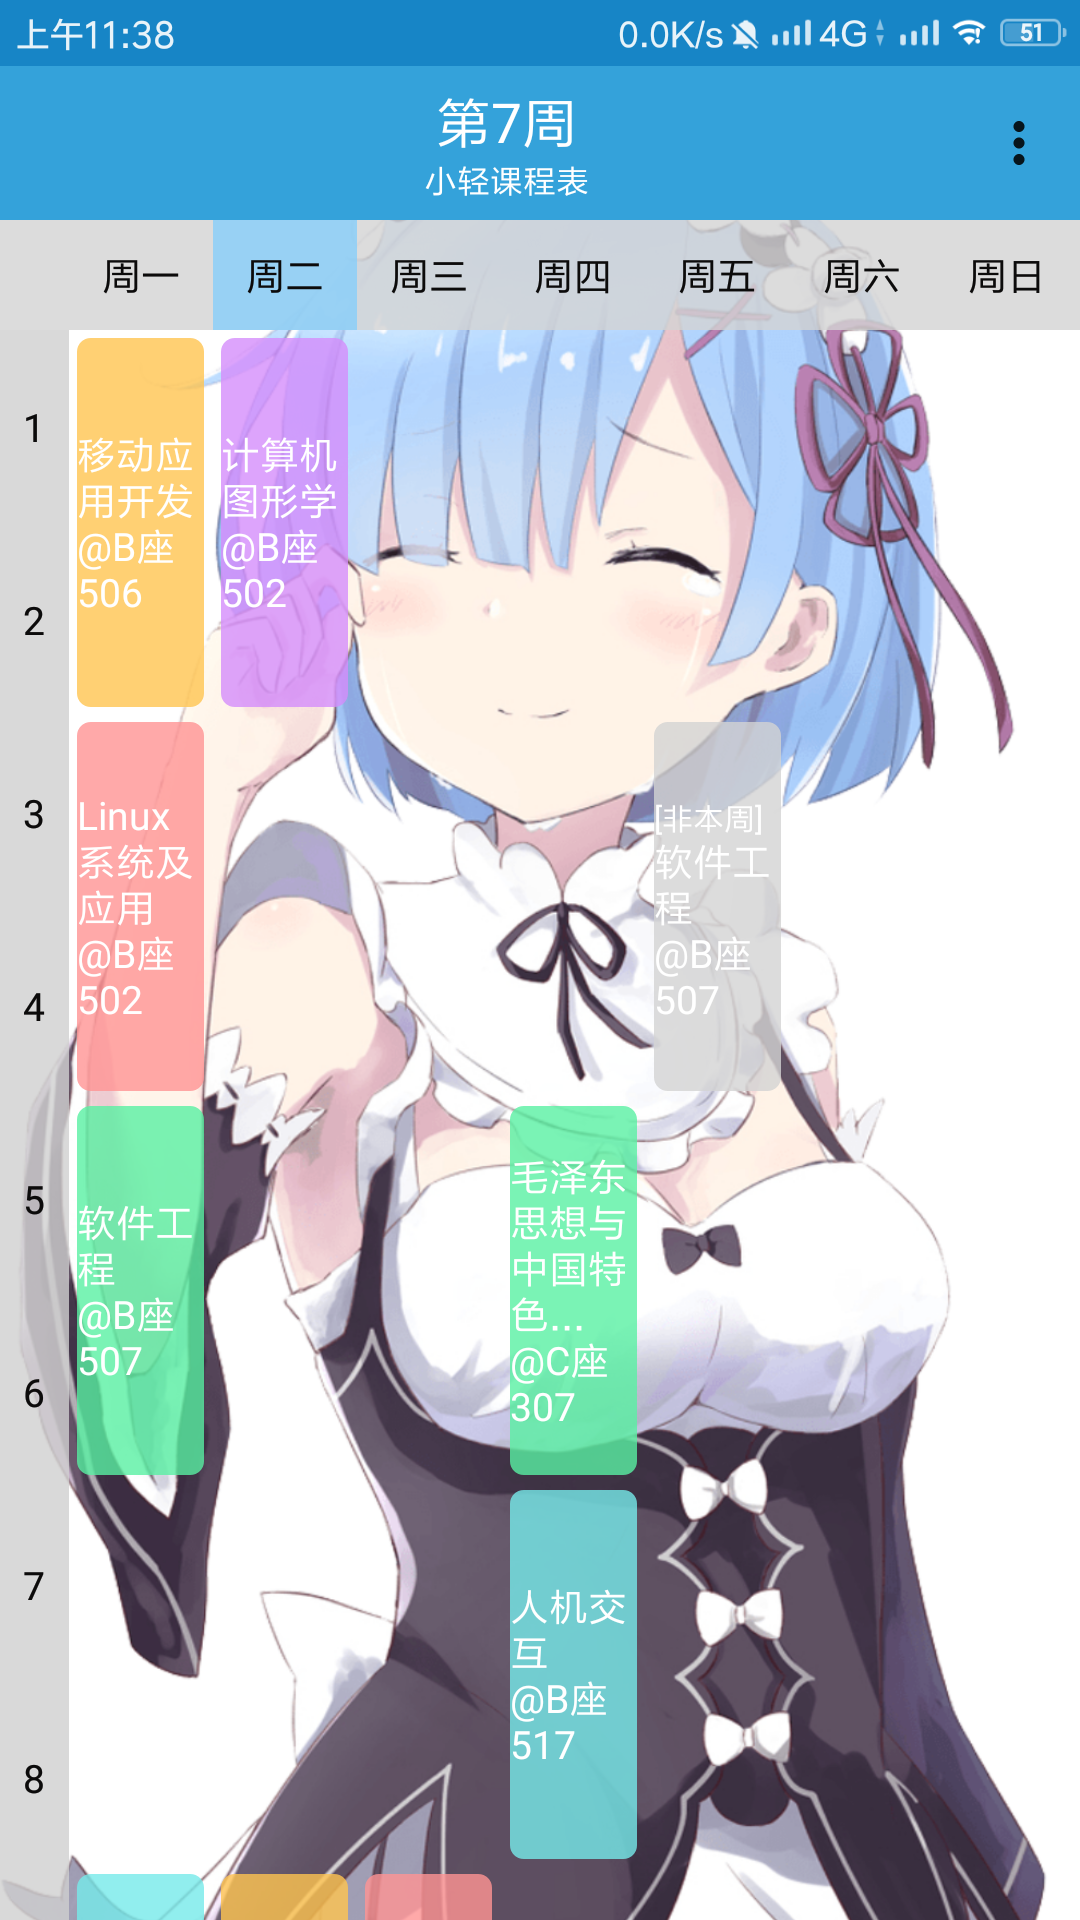 上午11:38 0.0K/s 4G 51
第7周
小轻课程表
周一 周二 周三 周四 周五 周六 周日
1
2
3
4
5
6
7
8
移动应
用开发
@B座
506
Linux
系统及
应用
@B座
502
软件工
程
@B座
507
计算机
图形学
@B座
502
毛泽东
思想与
中国特
色...
@C座
307
人机交
互
@B座
517
[非本周]
软件工
程
@B座
507